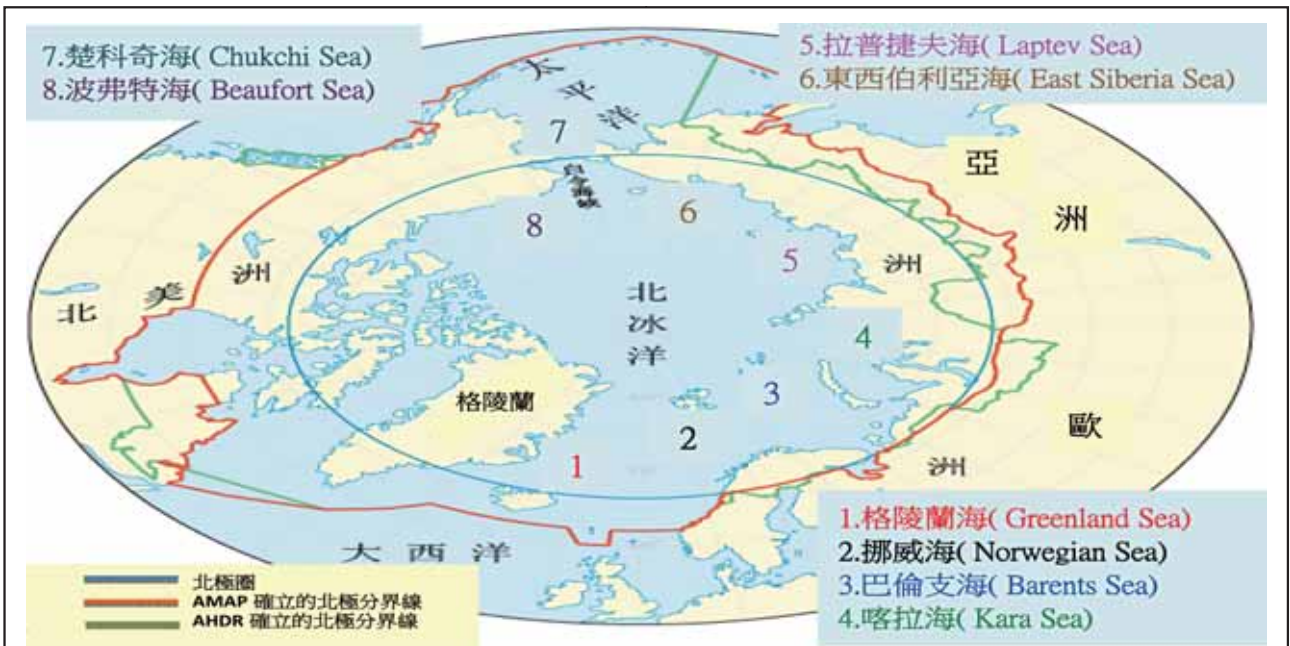 7.楚科奇海( Chukchi Sea)
8.波弗特海( Beaufort Sea)
5.拉普捷夫海( Laptev Sea)
6.東西伯利亞海( East Siberia Sea)
太平洋
7
白令海峽
8
6
5
亞洲
洲
北美洲
北冰洋
4
3
格陵蘭
2
1
歐洲
大西洋
1.格陵蘭海( Greenland Sea)
2.挪威海( Norwegian Sea)
3.巴倫支海( Barents Sea)
4.喀拉海( Kara Sea)
北極圈
AMAP 確立的北極分界線
AHDR 確立的北極分界線